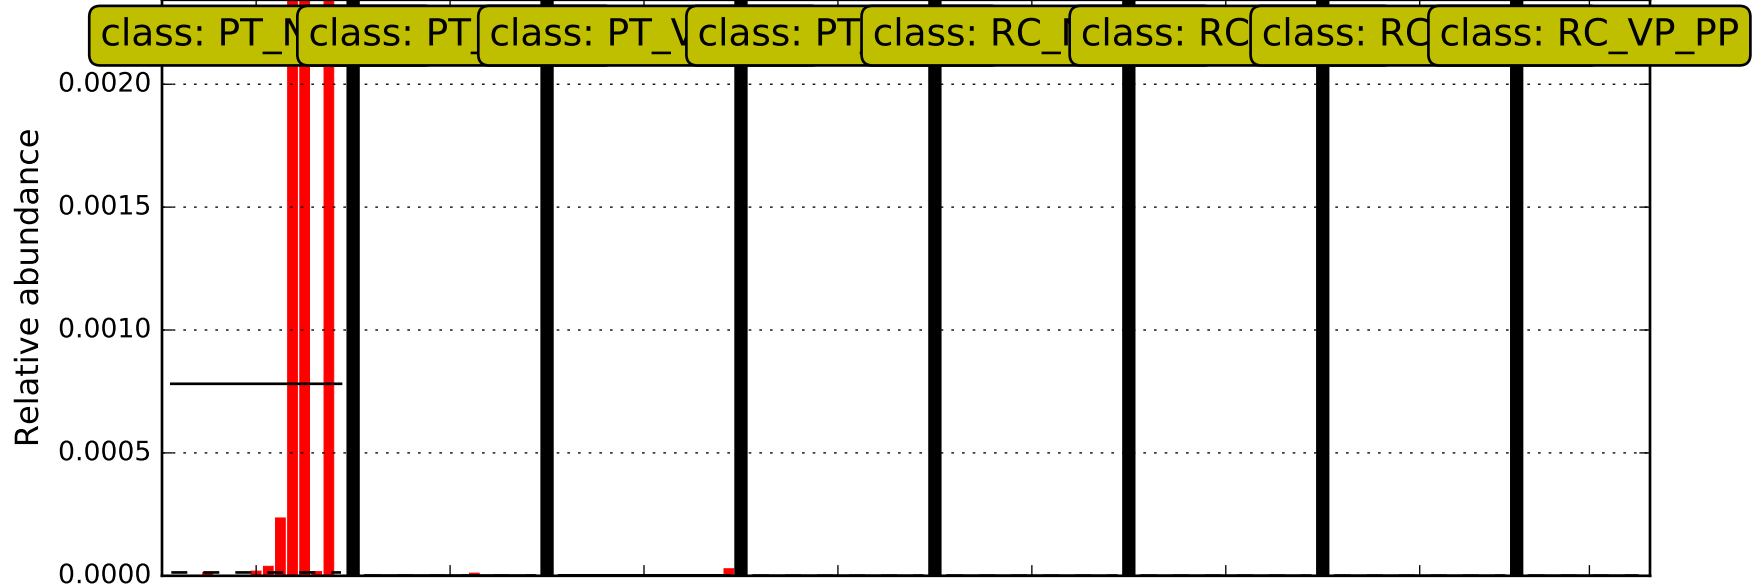 class: PT_ class: PT_ class: PT_V class: PT_ class: RC_ class: RC class: RC class: RC_VP_PP
0.0020
0.0015
0.0010
0.0005
0.0000
Relative abundance